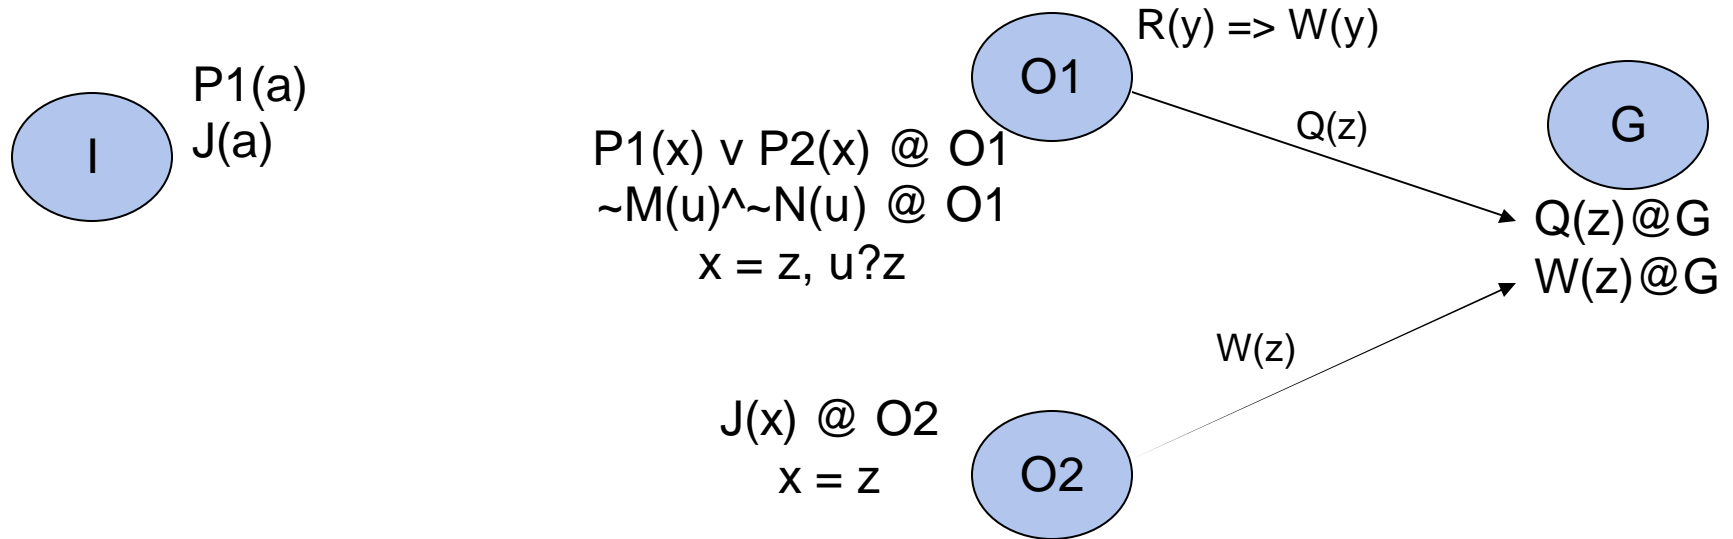 I
P1(a)
J(a)
O1
R(y) => W(y)
P1(x) v P2(x) @ O1
~M(u)^~N(u) @ O1
x = z, u?z
Q(z)
G
Q(z)@G
W(z)@G
W(z)
J(x) @ O2
x = z
O2